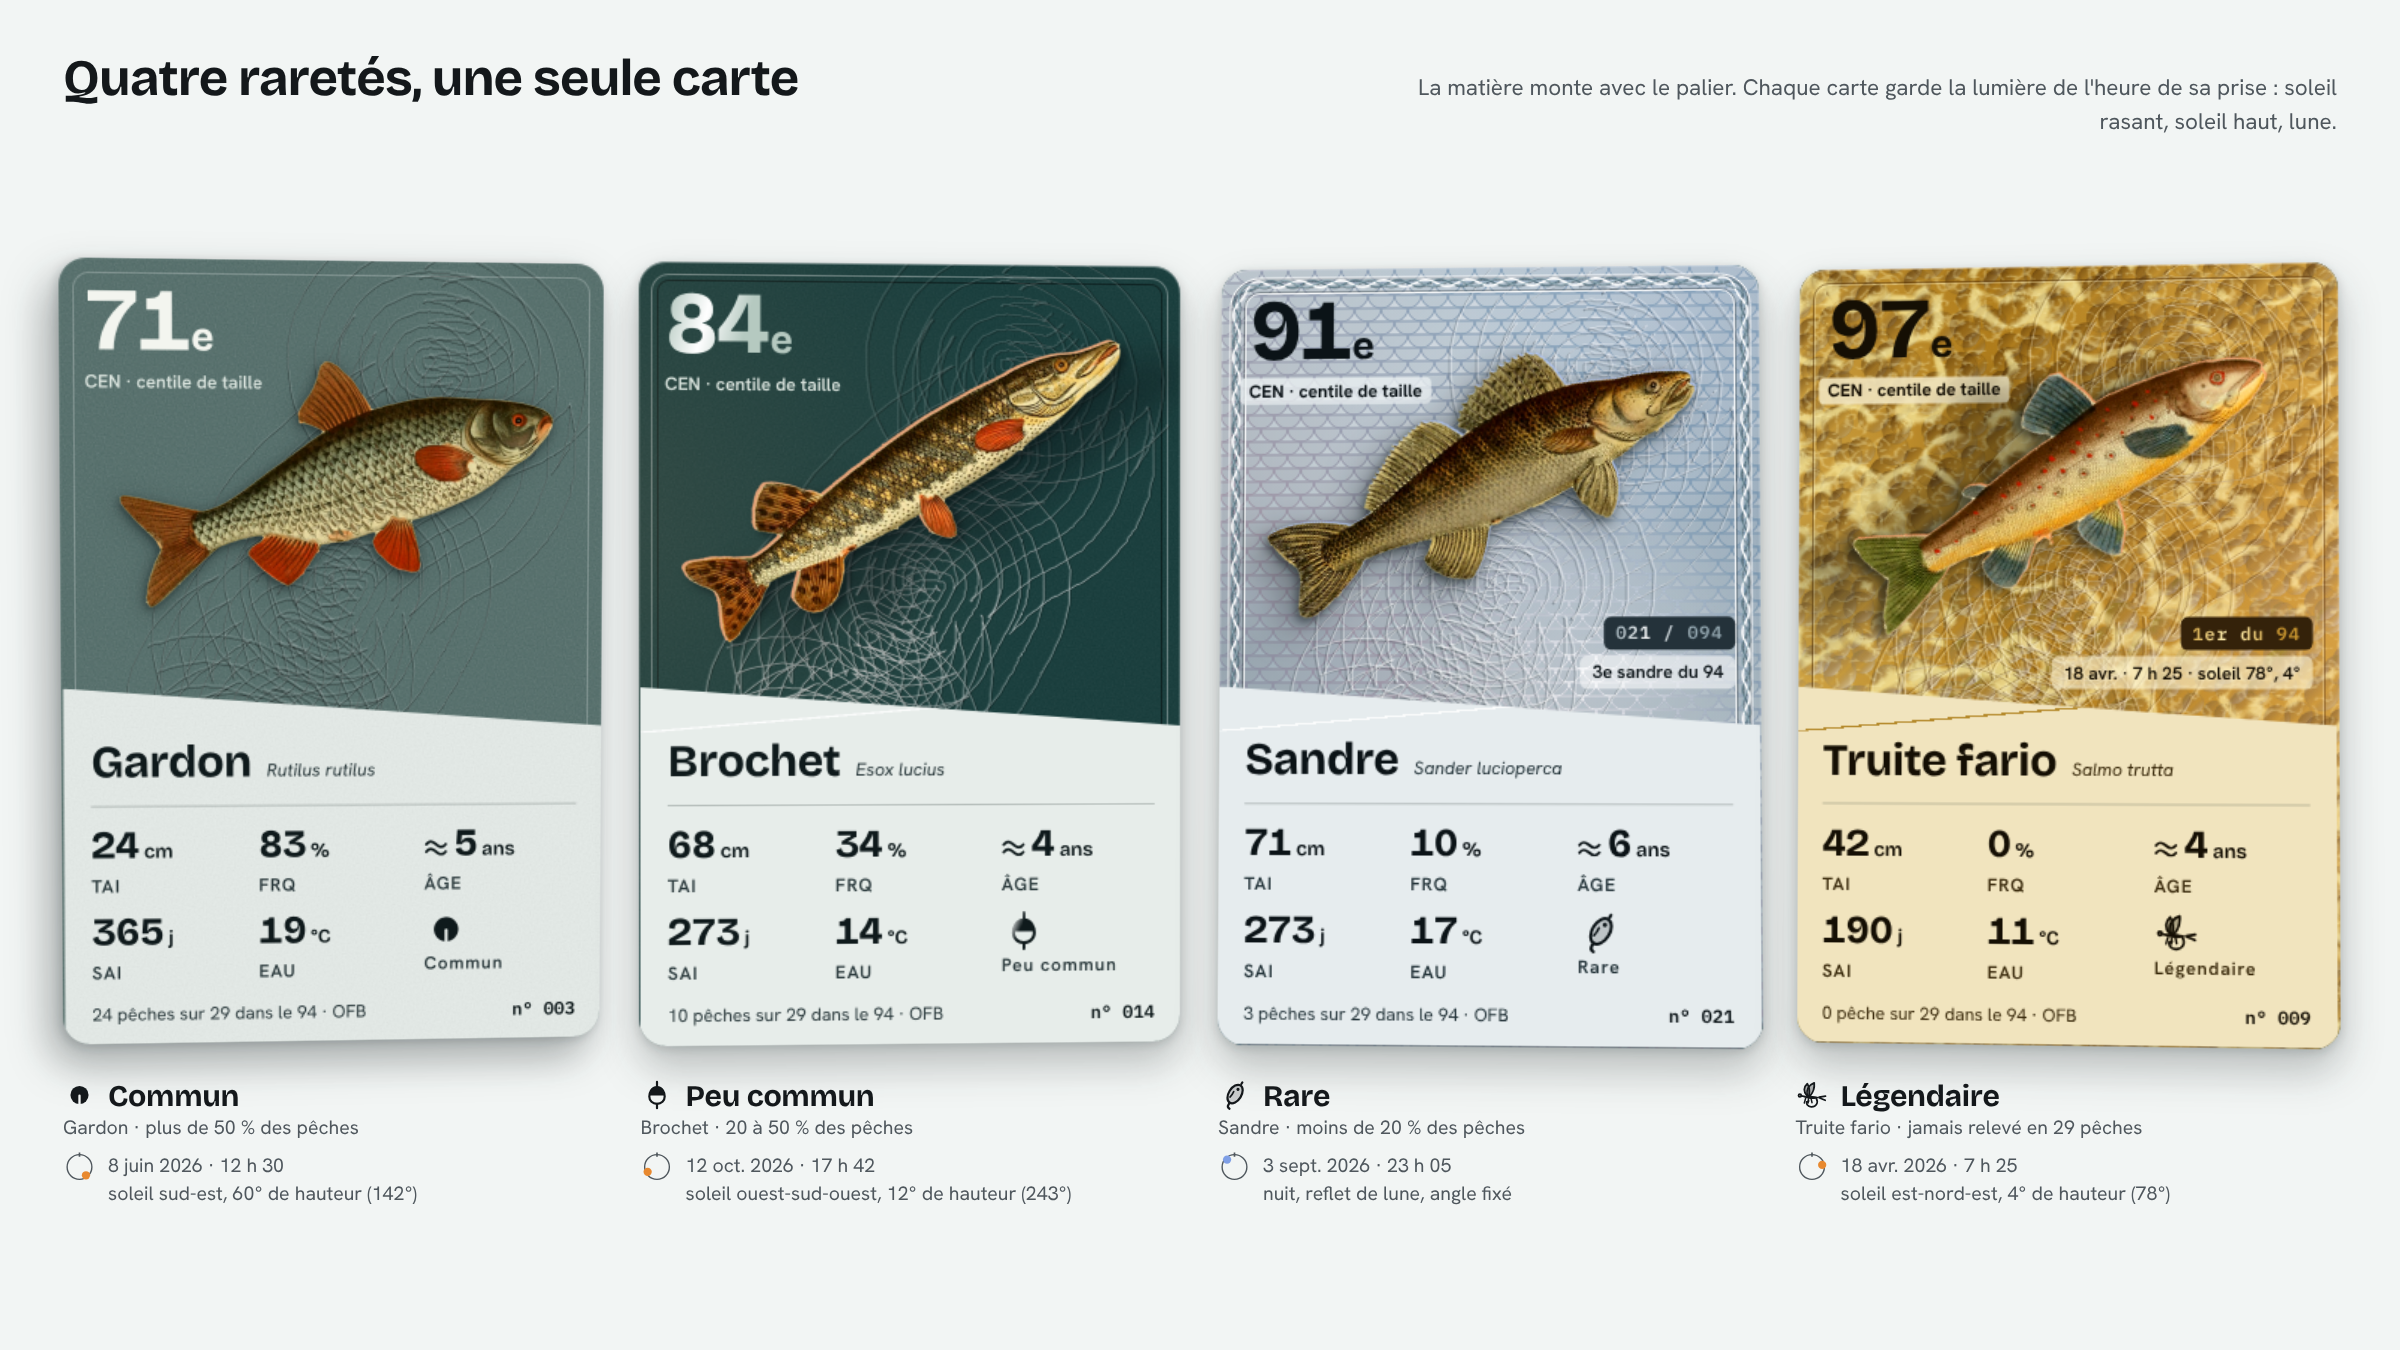 Quatre raretés, une seule carte
La matière monte avec le palier. Chaque carte garde la lumière de l'heure de sa prise : soleil
rasant, soleil haut, lune.
71e
CEN · centile de taille
Gardon Rutilus rutilus
24 cm 83 % ≈ 5 ans
TAI FRQ ÂGE
365 j 19 °C
SAI EAU Commun
24 pêches sur 29 dans le 94 · OFB n° 003
84e
CEN · centile de taille
Brochet Esox lucius
68 cm 34 % ≈ 4 ans
TAI FRQ ÂGE
273 j 14 °C
SAI EAU Peu commun
10 pêches sur 29 dans le 94 · OFB n° 014
91e
CEN · centile de taille
021 / 094
3e sandre du 94
Sandre Sander lucioperca
71 cm 10 % ≈ 6 ans
TAI FRQ ÂGE
273 j 17 °C
SAI EAU Rare
3 pêches sur 29 dans le 94 · OFB n° 021
97e
CEN · centile de taille
1er du 94
18 avr. · 7 h 25 · soleil 78°, 4°
Truite fario Salmo trutta
42 cm 0 % ≈ 4 ans
TAI FRQ ÂGE
190 j 11 °C
SAI EAU Légendaire
0 pêche sur 29 dans le 94 · OFB n° 009
Commun
Gardon · plus de 50 % des pêches
8 juin 2026 · 12 h 30
soleil sud-est, 60° de hauteur (142°)
Peu commun
Brochet · 20 à 50 % des pêches
12 oct. 2026 · 17 h 42
soleil ouest-sud-ouest, 12° de hauteur (243°)
Rare
Sandre · moins de 20 % des pêches
3 sept. 2026 · 23 h 05
nuit, reflet de lune, angle fixé
Légendaire
Truite fario · jamais relevé en 29 pêches
18 avr. 2026 · 7 h 25
soleil est-nord-est, 4° de hauteur (78°)